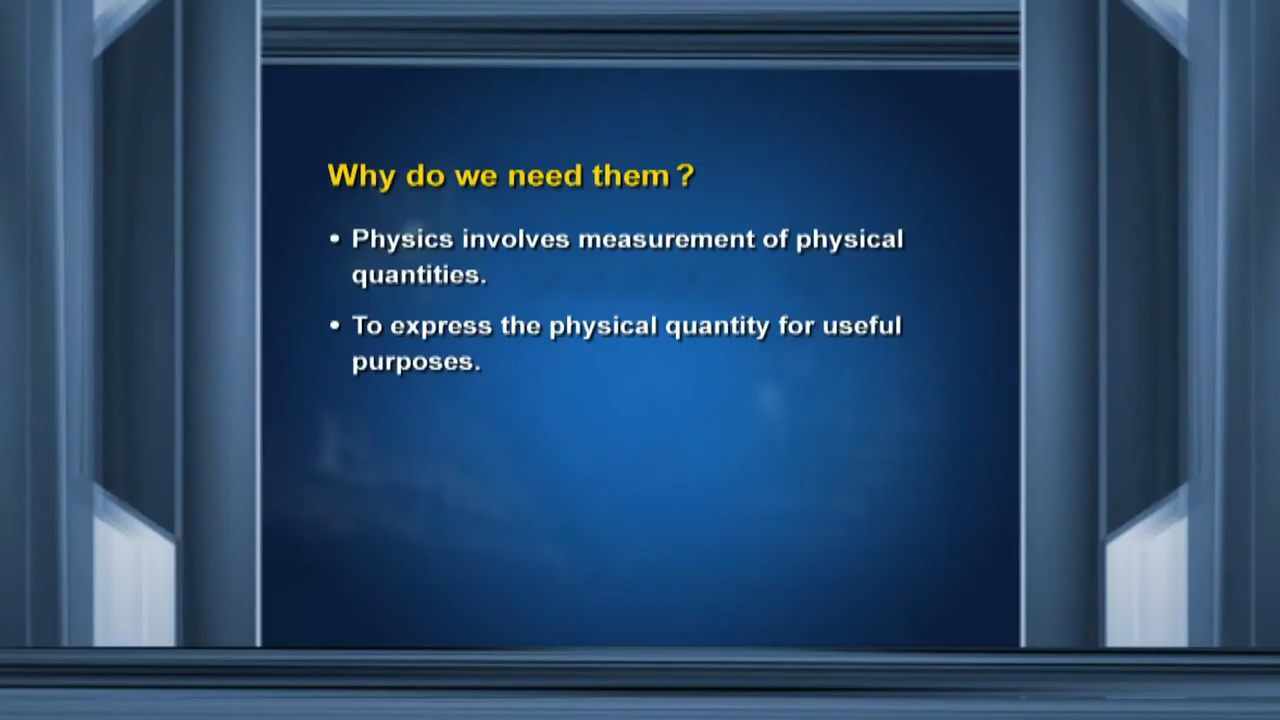 Why do we need them ?
• Physics involves measurement of physical
quantities.
• To express the physical quantity for useful
purposes.